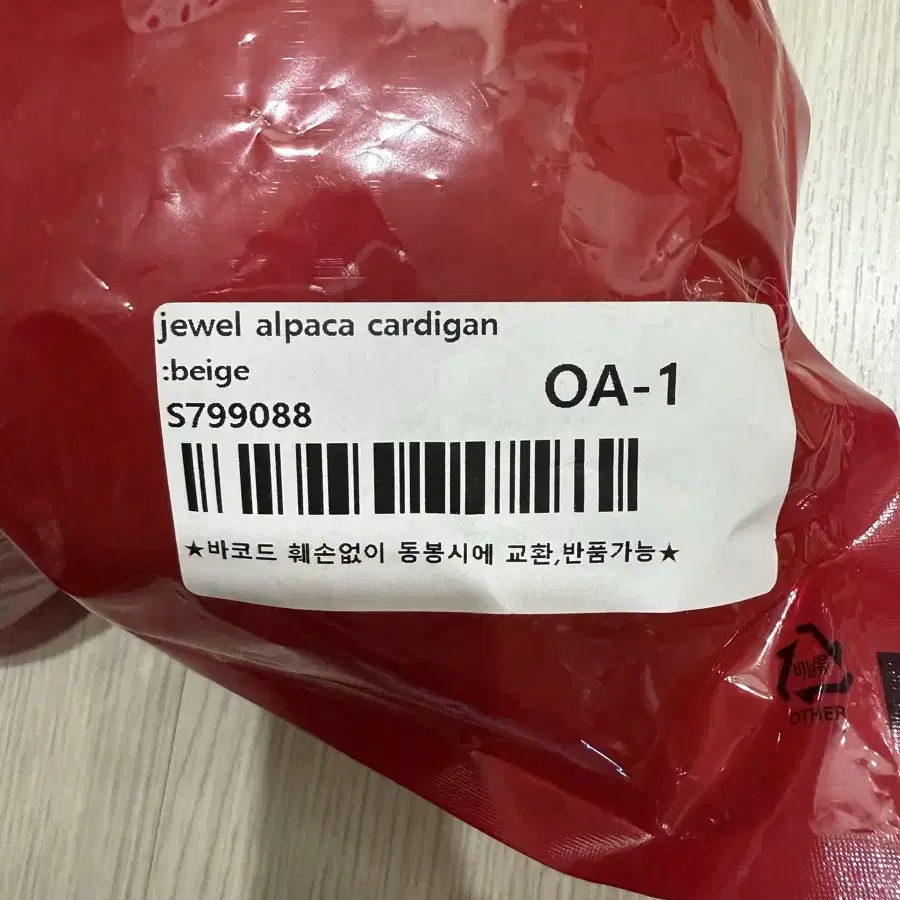 jewel alpaca cardigan
:beige
OA-1
S799088
★바코드 훼손없이 동봉시에 교환,반품가능★
비닐류
OTHER